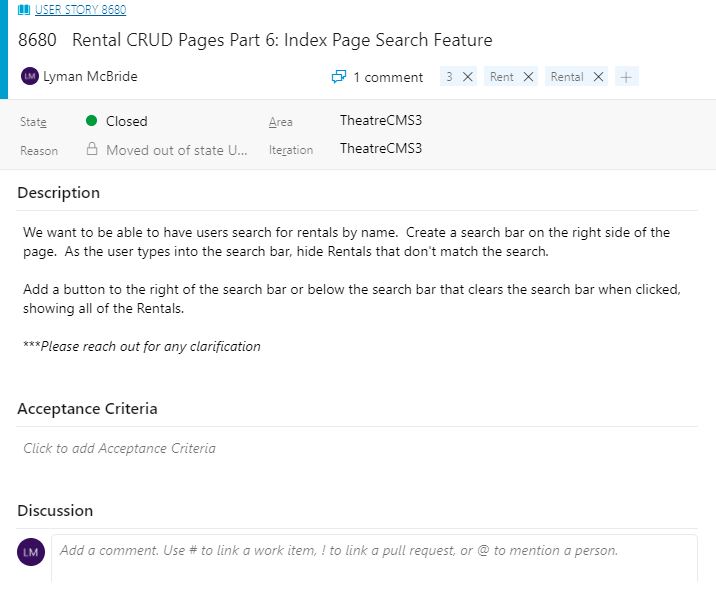 USER STORY 8680
8680 Rental CRUD Pages Part 6: Index Page Search Feature
LM Lyman McBride 1 comment 3 Rent Rental
State Closed Area TheatreCMS3
Reason Moved out of state U... Iteration TheatreCMS3
Description
We want to be able to have users search for rentals by name. Create a search bar on the right side of the
page. As the user types into the search bar, hide Rentals that don't match the search.
Add a button to the right of the search bar or below the search bar that clears the search bar when clicked,
showing all of the Rentals.
***Please reach out for any clarification
Acceptance Criteria
Click to add Acceptance Criteria
Discussion
LM Add a comment. Use # to link a work item, ! to link a pull request, or @ to mention a person.